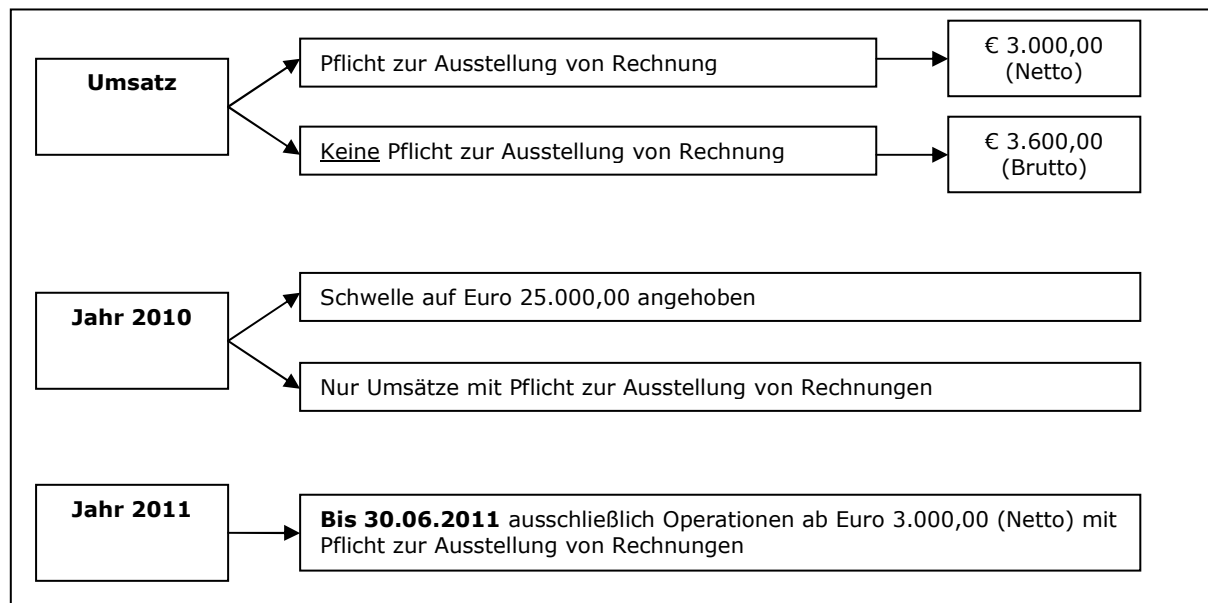 Umsatz
Pflicht zur Ausstellung von Rechnung
€ 3.000,00
(Netto)
Keine Pflicht zur Ausstellung von Rechnung
€ 3.600,00
(Brutto)
Jahr 2010
Schwelle auf Euro 25.000,00 angehoben
Nur Umsätze mit Pflicht zur Ausstellung von Rechnungen
Jahr 2011
Bis 30.06.2011 ausschließlich Operationen ab Euro 3.000,00 (Netto) mit
Pflicht zur Ausstellung von Rechnungen